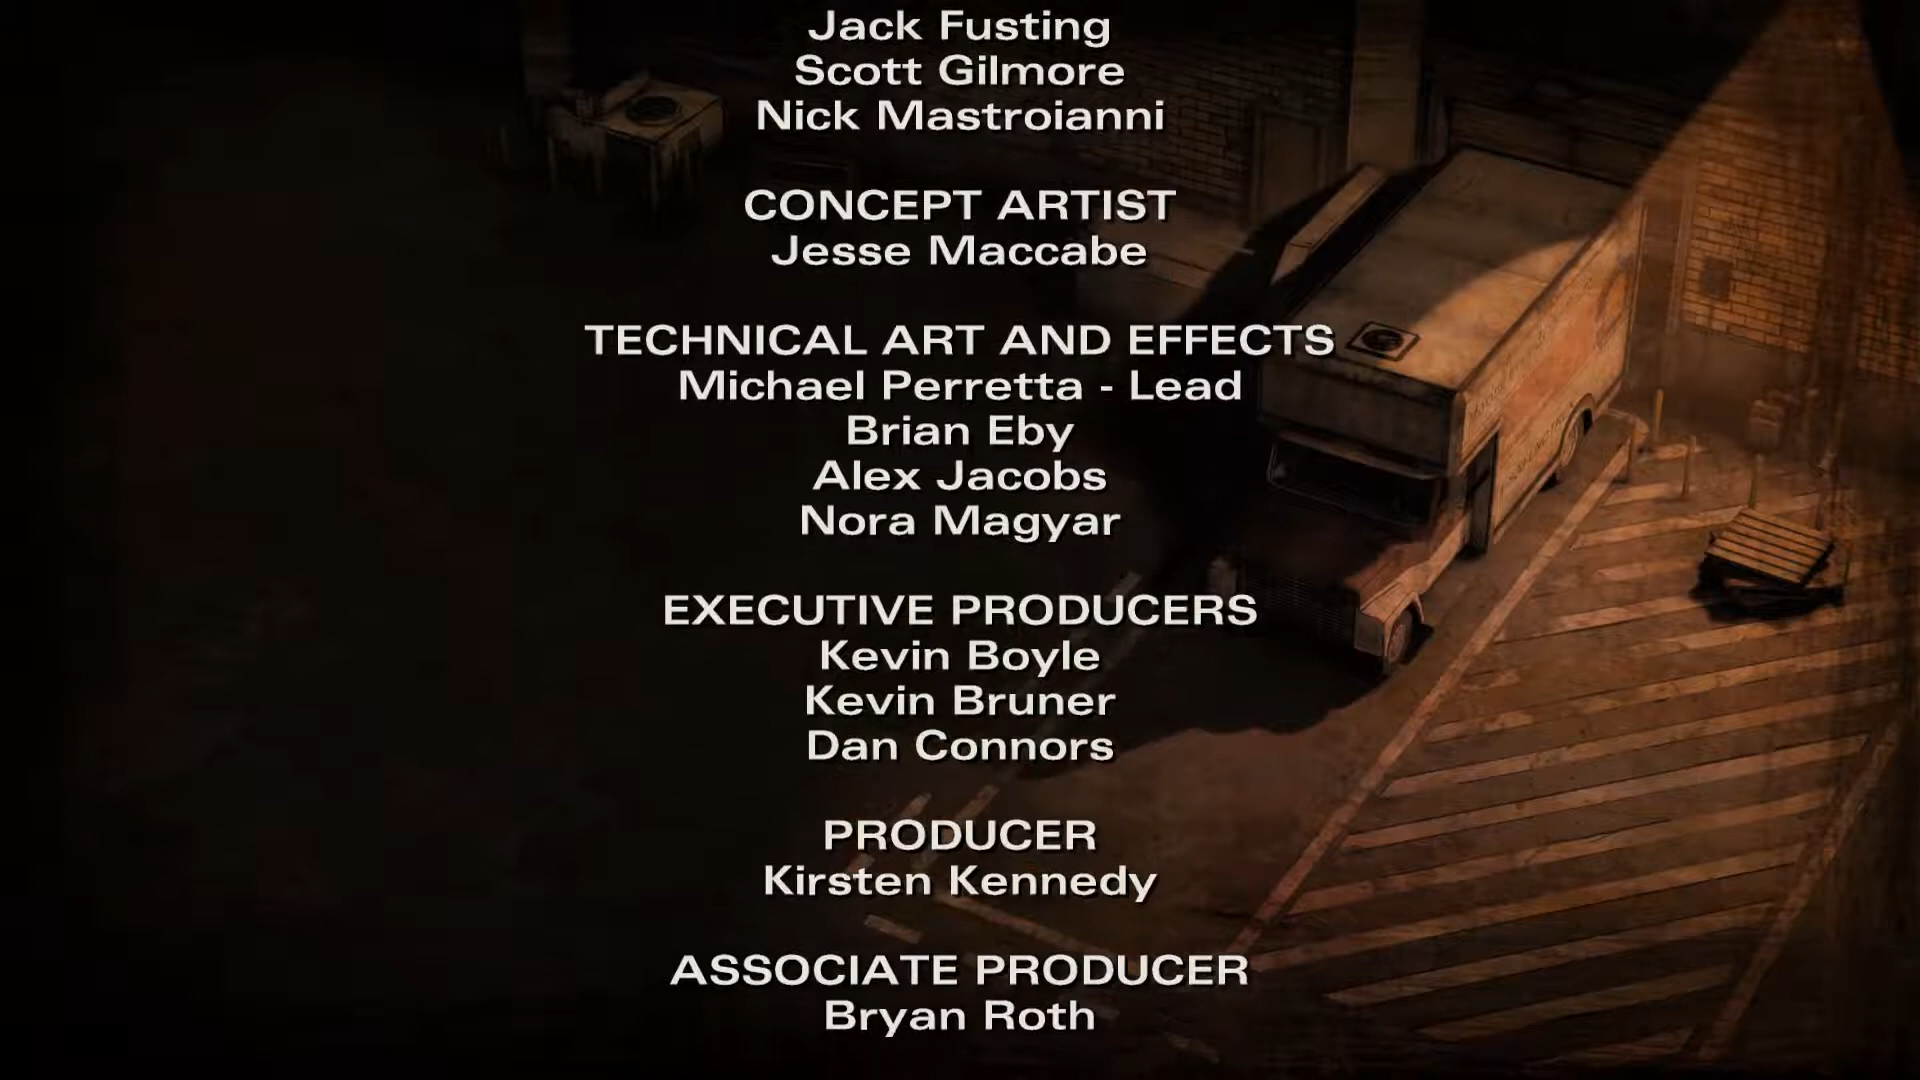 Jack Fusting
Scott Gilmore
Nick Mastroianni
CONCEPT ARTIST
Jesse Maccabe
TECHNICAL ART AND EFFECTS
Michael Perretta - Lead
Brian Eby
Alex Jacobs
Nora Magyar
EXECUTIVE PRODUCERS
Kevin Boyle
Kevin Bruner
Dan Connors
PRODUCER
Kirsten Kennedy
ASSOCIATE PRODUCER
Bryan Roth